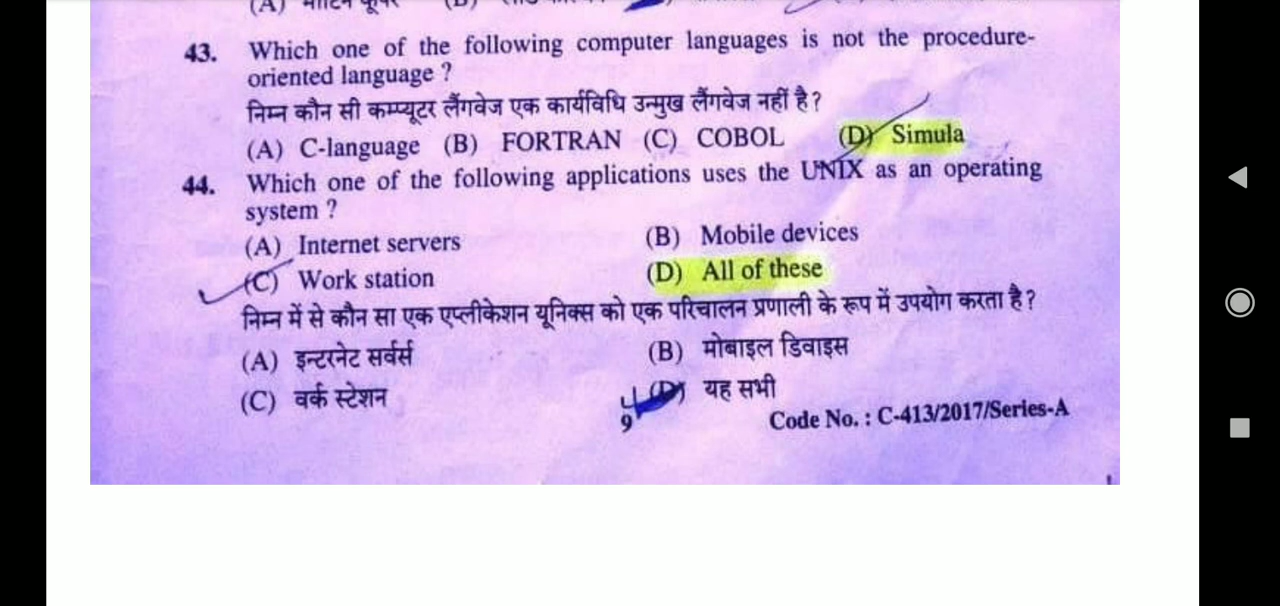 43. Which one of the following computer languages is not the procedure-
oriented language ?
निम्न कौन सी कम्प्यूटर लैंगवेज एक कार्यविधि उन्मुख लैंगवेज नहीं है?
(A) C-language (B) FORTRAN (C) COBOL (D) Simula
44. Which one of the following applications uses the UNIX as an operating
system ?
(A) Internet servers (B) Mobile devices
(C) Work station (D) All of these
निम्न में से कौन सा एक एप्लीकेशन यूनिक्स को एक परिचालन प्रणाली के रूप में उपयोग करता है?
(A) इन्टरनेट सर्वर्स (B) मोबाइल डिवाइस
(C) वर्क स्टेशन (D) यह सभी
9 Code No. : C-413/2017/Series-A